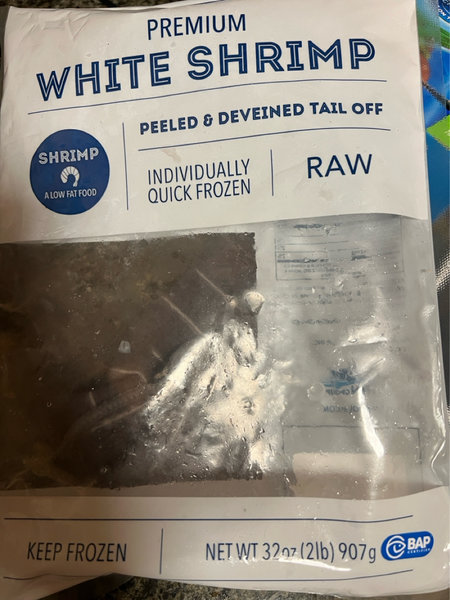 PREMIUM
WHITE SHRIMP
PEELED & DEVEINED TAIL OFF
SHRIMP
A LOW FAT FOOD
INDIVIDUALLY
QUICK FROZEN
RAW
KEEP FROZEN
NET WT 32oz (2lb) 907g
BAP
CERTIFIED